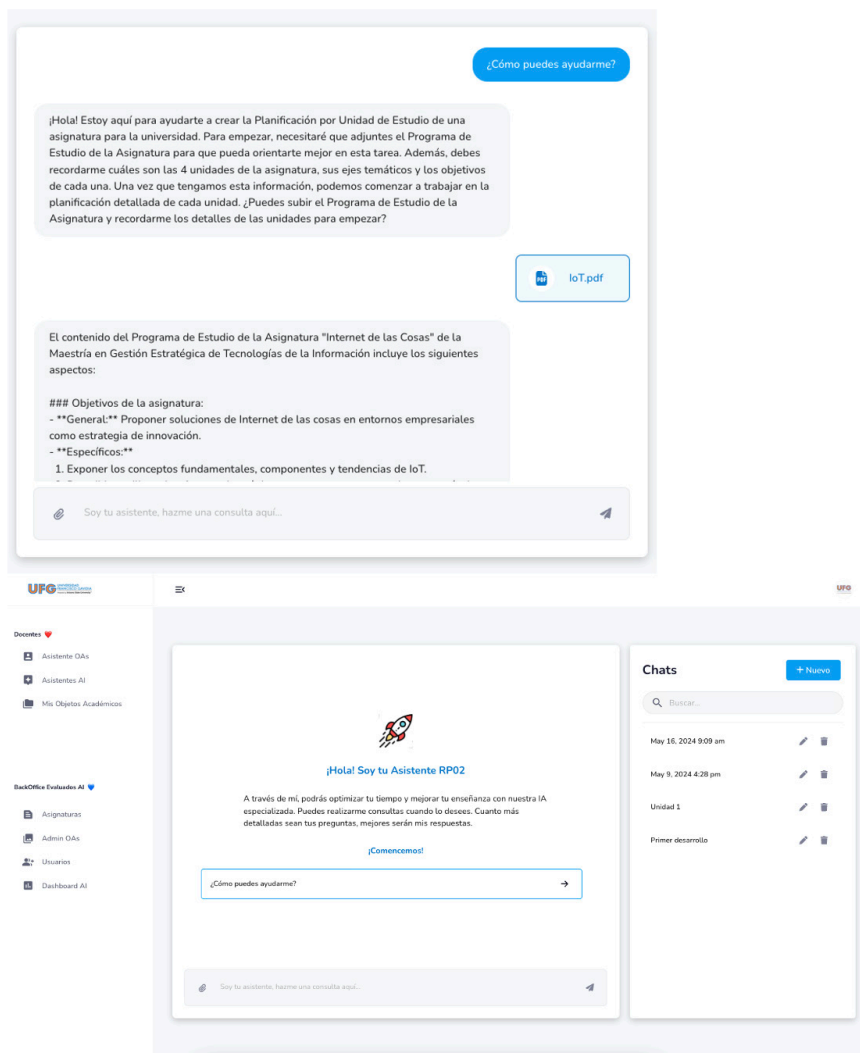 ¿Cómo puedes ayudarme?
¡Hola! Estoy aquí para ayudarte a crear la Planificación por Unidad de Estudio de una
asignatura para la universidad. Para empezar, necesitaré que adjuntes el Programa de
Estudio de la Asignatura para que pueda orientarte mejor en esta tarea. Además, debes
recordarme cuáles son las 4 unidades de la asignatura, sus ejes temáticos y los objetivos
de cada una. Una vez que tengamos esta información, podemos comenzar a trabajar en la
planificación detallada de cada unidad. ¿Puedes subir el Programa de Estudio de la
Asignatura y recordarme los detalles de las unidades para empezar?
PDF
IoT.pdf
El contenido del Programa de Estudio de la Asignatura "Internet de las Cosas" de la
Maestría en Gestión Estratégica de Tecnologías de la Información incluye los siguientes
aspectos:
### Objetivos de la asignatura:
- **General:** Proponer soluciones de Internet de las cosas en entornos empresariales
como estrategia de innovación.
- **Específicos:**
1. Exponer los conceptos fundamentales, componentes y tendencias de IoT.
Soy tu asistente, hazme una consulta aquí...
UFG
UFG
Docentes
Asistente OAs
Asistentes AI
Mis Objetos Académicos
BackOffice Evaluados AI
Asignaturas
Admin OAs
Usuarios
Dashboard AI
¡Hola! Soy tu Asistente RP02
A través de mí, podrás optimizar tu tiempo y mejorar tu enseñanza con nuestra IA
especializada. Puedes realizarme consultas cuando lo desees. Cuanto más
detalladas sean tus preguntas, mejores serán mis respuestas.
¡Comencemos!
¿Cómo puedes ayudarme?
Soy tu asistente, hazme una consulta aquí...
Chats
+ Nuevo
Buscar...
May 16, 2024 9:09 am
May 9, 2024 4:28 pm
Unidad 1
Primer desarrollo